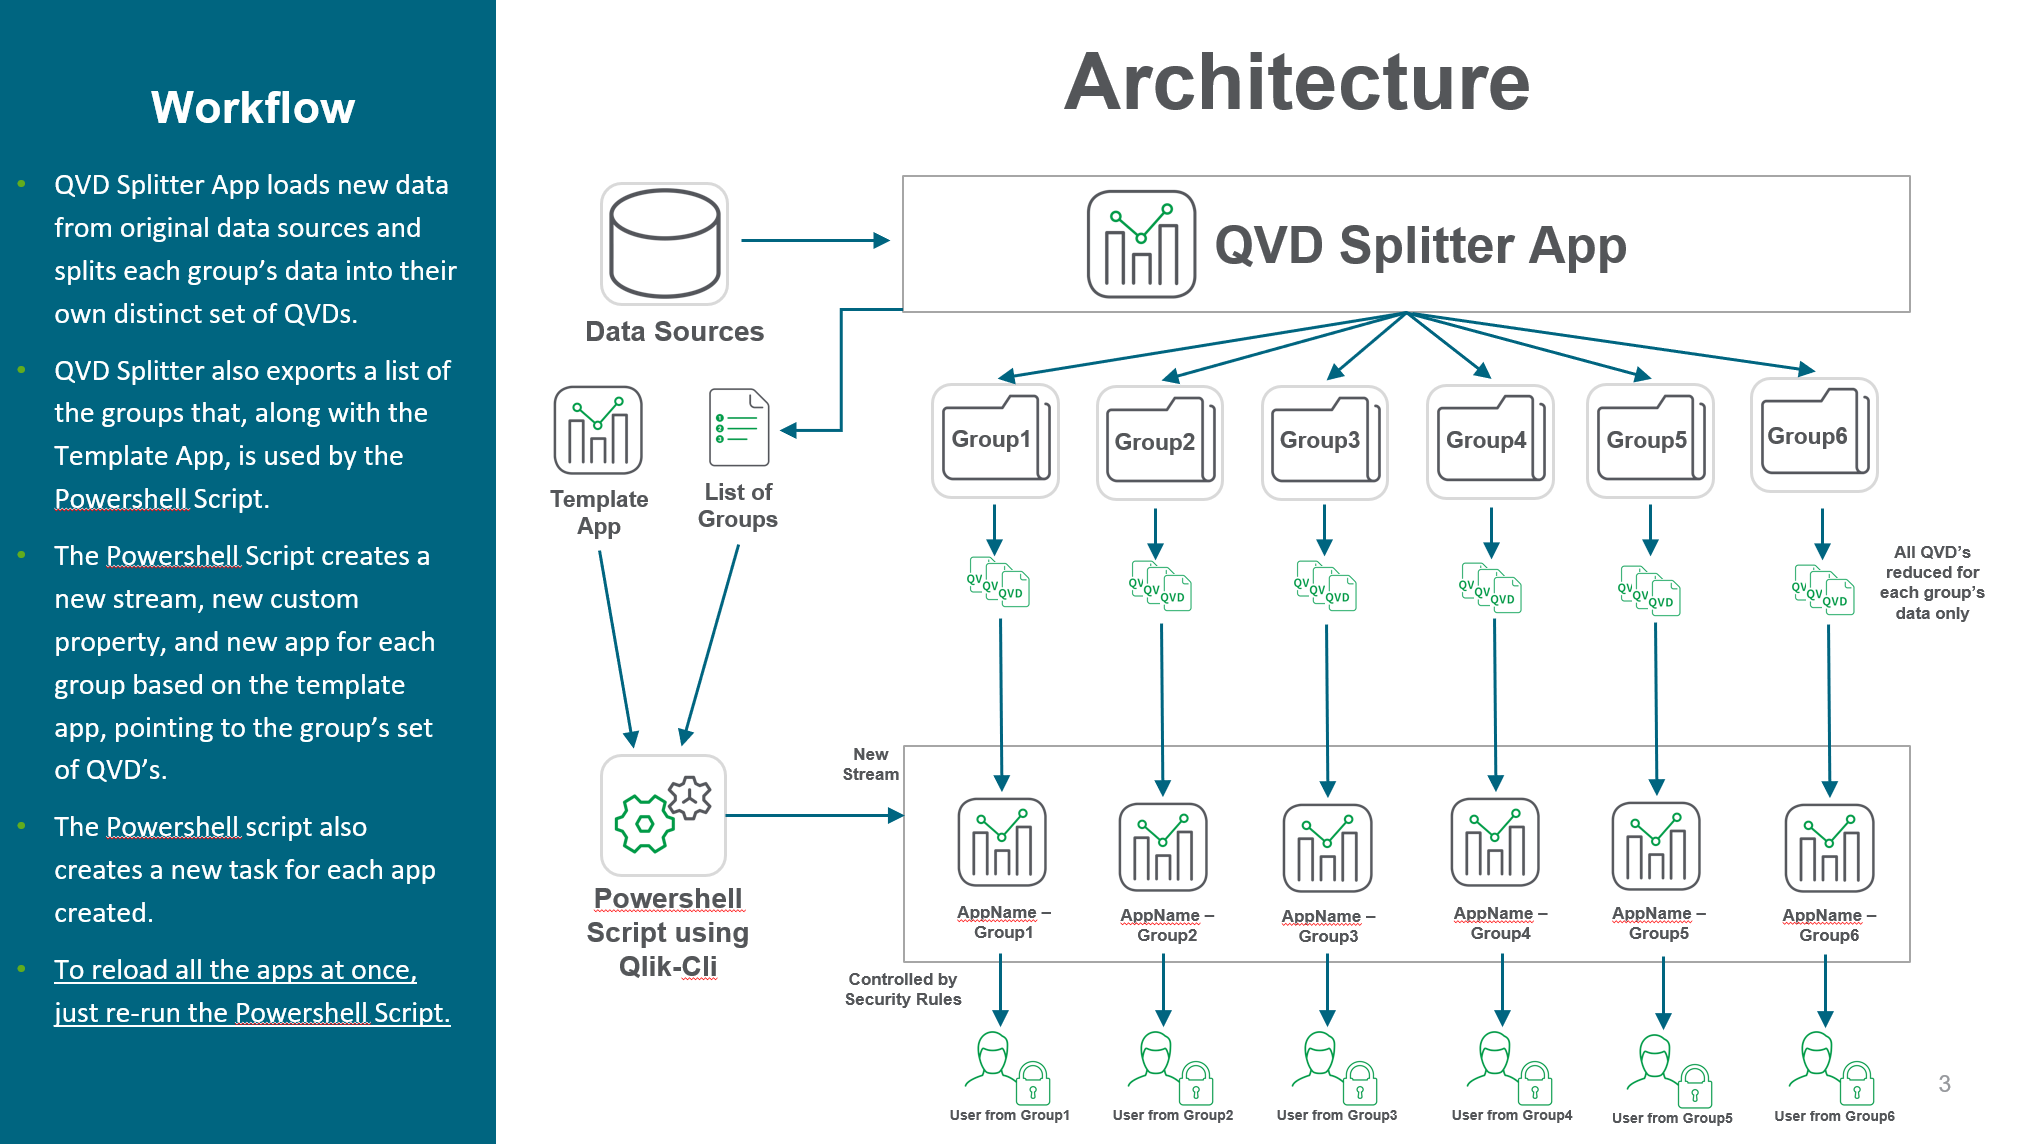 Workflow
• QVD Splitter App loads new data
from original data sources and
splits each group’s data into their
own distinct set of QVDs.
• QVD Splitter also exports a list of
the groups that, along with the
Template App, is used by the
Powershell Script.
• The Powershell Script creates a
new stream, new custom
property, and new app for each
group based on the template
app, pointing to the group’s set
of QVD’s.
• The Powershell script also
creates a new task for each app
created.
• To reload all the apps at once,
just re-run the Powershell Script.
Architecture
Data Sources
QVD Splitter App
Template
App
List of
Groups
1
2
3
Group1
Group2
Group3
Group4
Group5
Group6
QV QV QVD
QV QV QVD
QV QV QVD
QV QV QVD
QV QV QVD
QV QV QVD
All QVD’s
reduced for
each group’s
data only
Powershell
Script using
Qlik-Cli
New
Stream
AppName –
Group1
AppName –
Group2
AppName –
Group3
AppName –
Group4
AppName –
Group5
AppName –
Group6
Controlled by
Security Rules
User from Group1
User from Group2
User from Group3
User from Group4
User from Group5
User from Group6
3